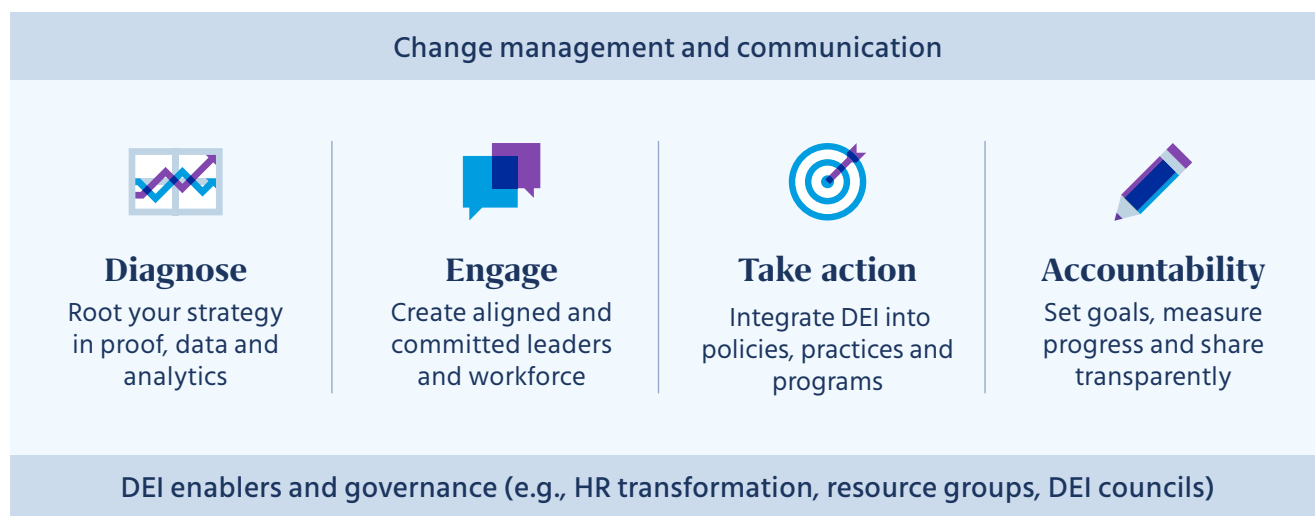 Change management and communication
Diagnose
Root your strategy
in proof, data and
analytics
Engage
Create aligned and
committed leaders
and workforce
Take action
Integrate DEI into
policies, practices and
programs
Accountability
Set goals, measure
progress and share
transparently
DEI enablers and governance (e.g., HR transformation, resource groups, DEI councils)